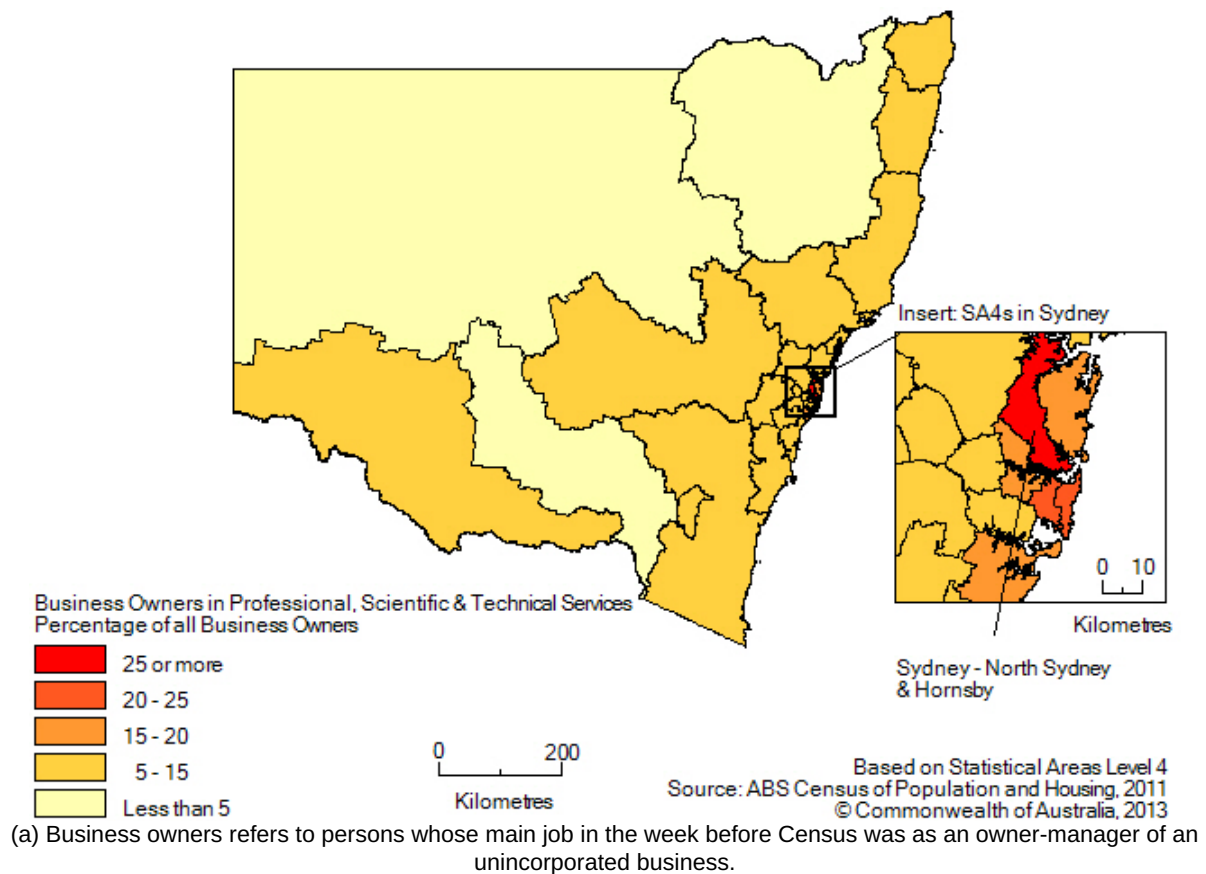 Insert: SA4s in Sydney
0 10
Kilometres
Sydney - North Sydney
& Hornsby
Business Owners in Professional, Scientific & Technical Services
Percentage of all Business Owners
25 or more
20 - 25
15 - 20
5 - 15
Less than 5
0 200
Kilometres
Based on Statistical Areas Level 4
Source: ABS Census of Population and Housing, 2011
© Commonwealth of Australia, 2013
(a) Business owners refers to persons whose main job in the week before Census was as an owner-manager of an
unincorporated business.